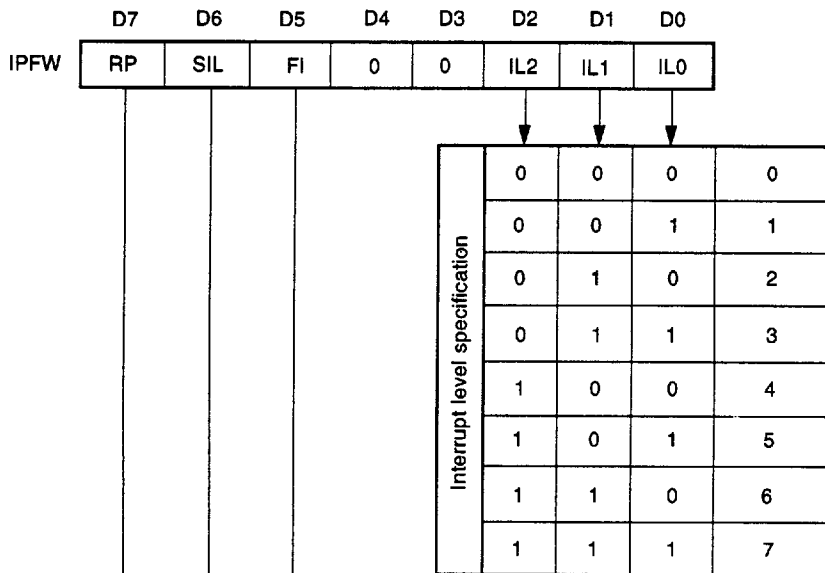 D7 D6 D5 D4 D3 D2 D1 D0
IPFW RP SIL FI 0 0 IL2 IL1 IL0
Interrupt level specification
0 0 0 0
0 0 1 1
0 1 0 2
0 1 1 3
1 0 0 4
1 0 1 5
1 1 0 6
1 1 1 7